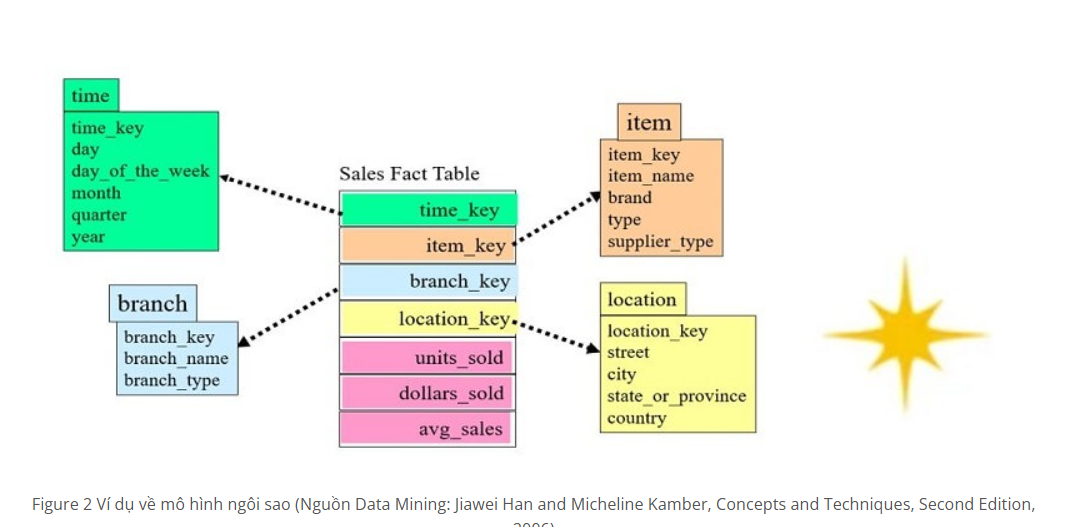 time
time_key
day
day_of_the_week
month
quarter
year
item
item_key
item_name
brand
type
supplier_type
Sales Fact Table
time_key
item_key
branch_key
location_key
units_sold
dollars_sold
avg_sales
branch
branch_key
branch_name
branch_type
location
location_key
street
city
state_or_province
country
Figure 2 Ví dụ về mô hình ngôi sao (Nguồn Data Mining: Jiawei Han and Micheline Kamber, Concepts and Techniques, Second Edition,
2006)